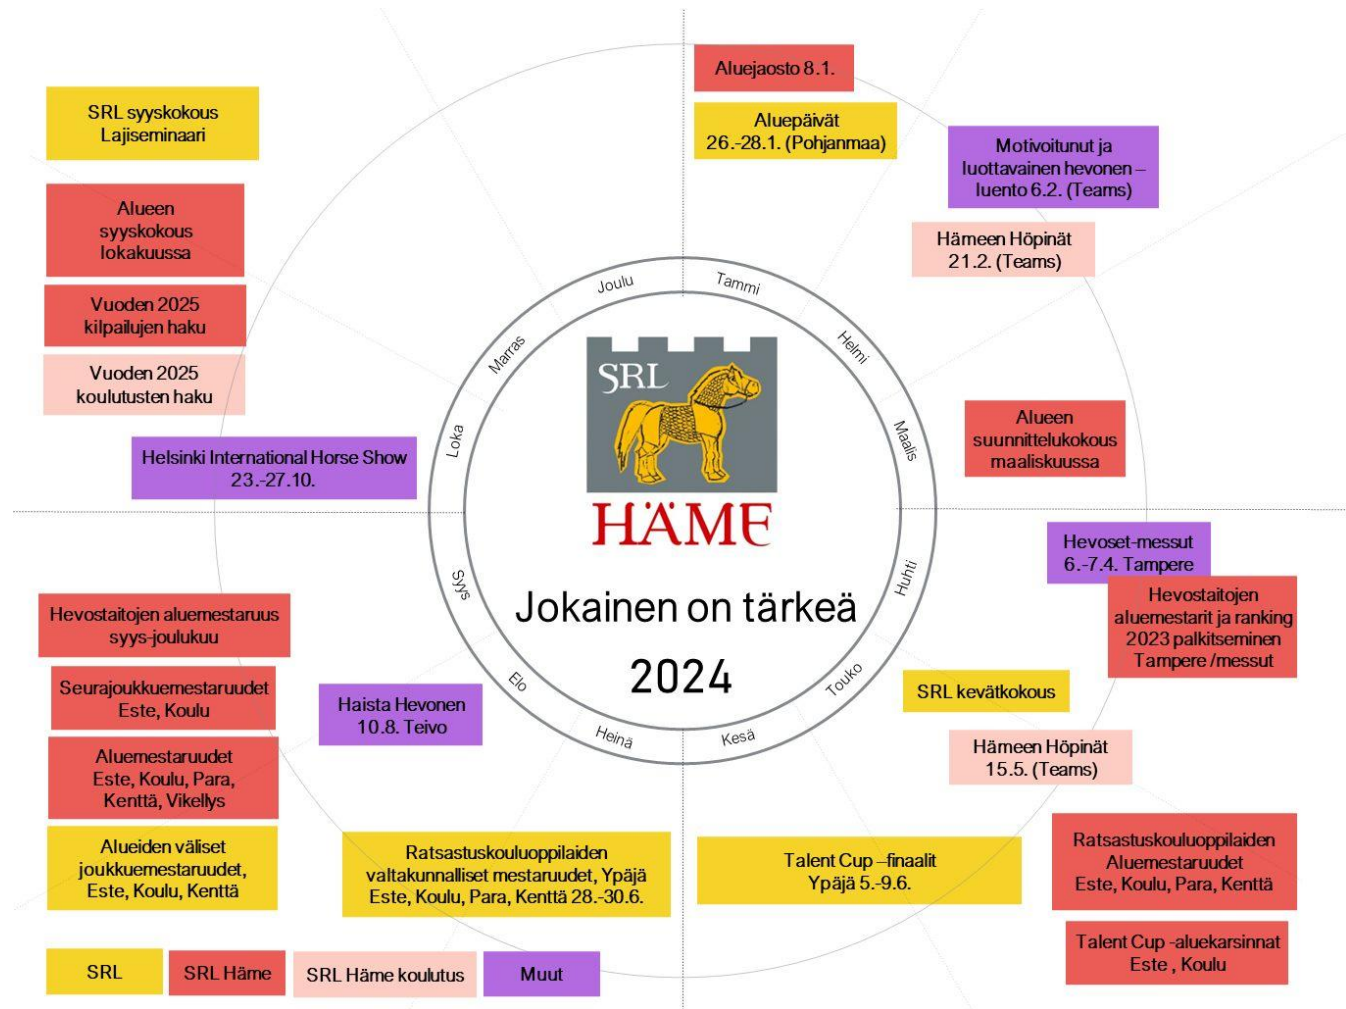 Aluejaosto 8.1.
Aluepäivät
26.-28.1. (Pohjanmaa)
Motivoitunut ja
luottavainen hevonen –
luento 6.2. (Teams)
Hämeen Höpinät
21.2. (Teams)
Alueen
suunnittelukokous
maaliskuussa
Hevoset-messut
6.-7.4. Tampere
Hevostaitojen
aluemestarit ja ranking
2023 palkitseminen
Tampere /messut
SRL kevätkokous
Hämeen Höpinät
15.5. (Teams)
Ratsastuskouluoppilaiden
Aluemestaruudet
Este, Koulu, Para, Kenttä
Talent Cup -aluekarsinnat
Este , Koulu
Talent Cup –finaalit
Ypäjä 5.-9.6.
Ratsastuskouluoppilaiden
valtakunnalliset mestaruudet, Ypäjä
Este, Koulu, Para, Kenttä 28.-30.6.
Haista Hevonen
10.8. Teivo
Hevostaitojen aluemestaruus
syys-joulukuu
Seurajoukkuemestaruudet
Este, Koulu
Aluemestaruudet
Este, Koulu, Para,
Kenttä, Vikellys
Alueiden väliset
joukkuemestaruudet,
Este, Koulu, Kenttä
SRL syyskokous
Lajiseminaari
Alueen
syyskokous
lokakuussa
Vuoden 2025
kilpailujen haku
Vuoden 2025
koulutusten haku
Helsinki International Horse Show
23.-27.10.
Tammi
Helmi
Maalis
Huhti
Touko
Kesä
Heinä
Elo
Syys
Loka
Marras
Joulu
SRL
HÄME
Jokainen on tärkeä
2024
SRL
SRL Häme
SRL Häme koulutus
Muut